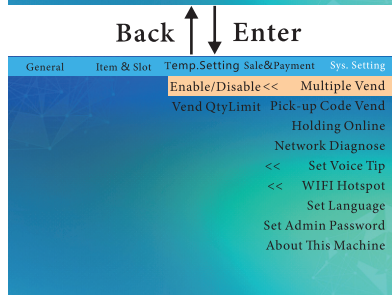 Back Enter
General Item & Slot Temp.Setting Sale&Payment Sys. Setting
Enable/Disable << Multiple Vend
Vend QtyLimit Pick-up Code Vend
Holding Online
Network Diagnose
<< Set Voice Tip
<< WIFI Hotspot
Set Language
Set Admin Password
About This Machine